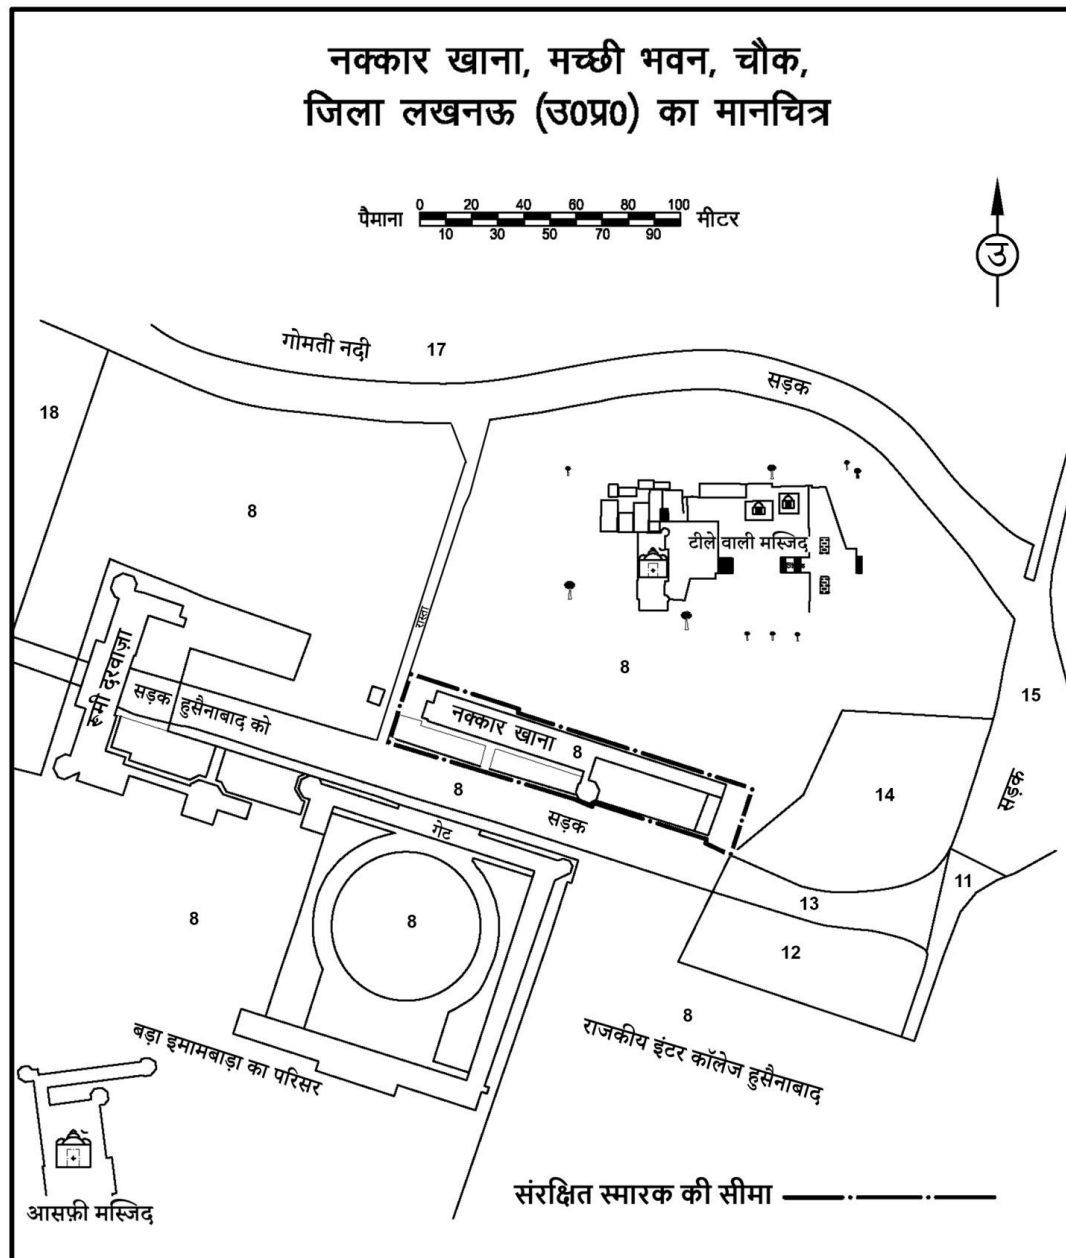 नक्कार खाना, मच्छी भवन, चौक,
जिला लखनऊ (उ0प्र0) का मानचित्र
0 20 40 60 80 100
पैमाना मीटर
10 30 50 70 90
उ
गोमती नदी 17
सड़क
18
8
टीले वाली मस्जिद
रास्ता
8
रूमी दरवाज़ा
सड़क हुसैनाबाद को
15
नक्कार खाना
8
8
14
सड़क
सड़क
गेट
11
13
8
8
12
8
बड़ा इमामबाड़ा का परिसर
राजकीय इंटर कॉलेज हुसैनाबाद
आसफ़ी मस्जिद
संरक्षित स्मारक की सीमा